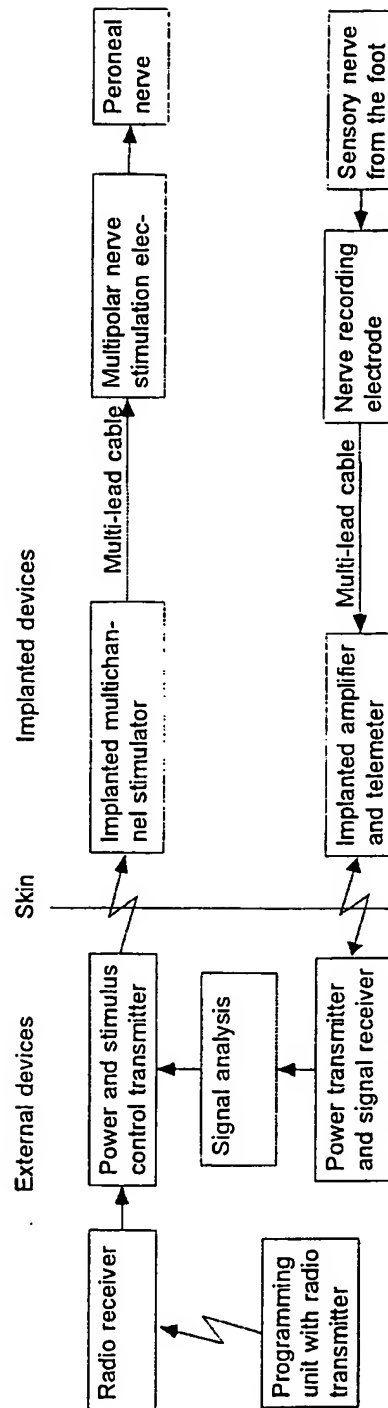 External devices
Skin
Implanted devices
Radio receiver
Power and stimulus
control transmitter
Implanted multichan-
nel stimulator
Multi-lead cable
Multipolar nerve
stimulation elec-
Peroneal
nerve
Signal analysis
Programming
unit with radio
transmitter
Power transmitter
and signal receiver
Implanted amplifier
and telemeter
Multi-lead cable
Nerve recording
electrode
Sensory nerve
from the foot